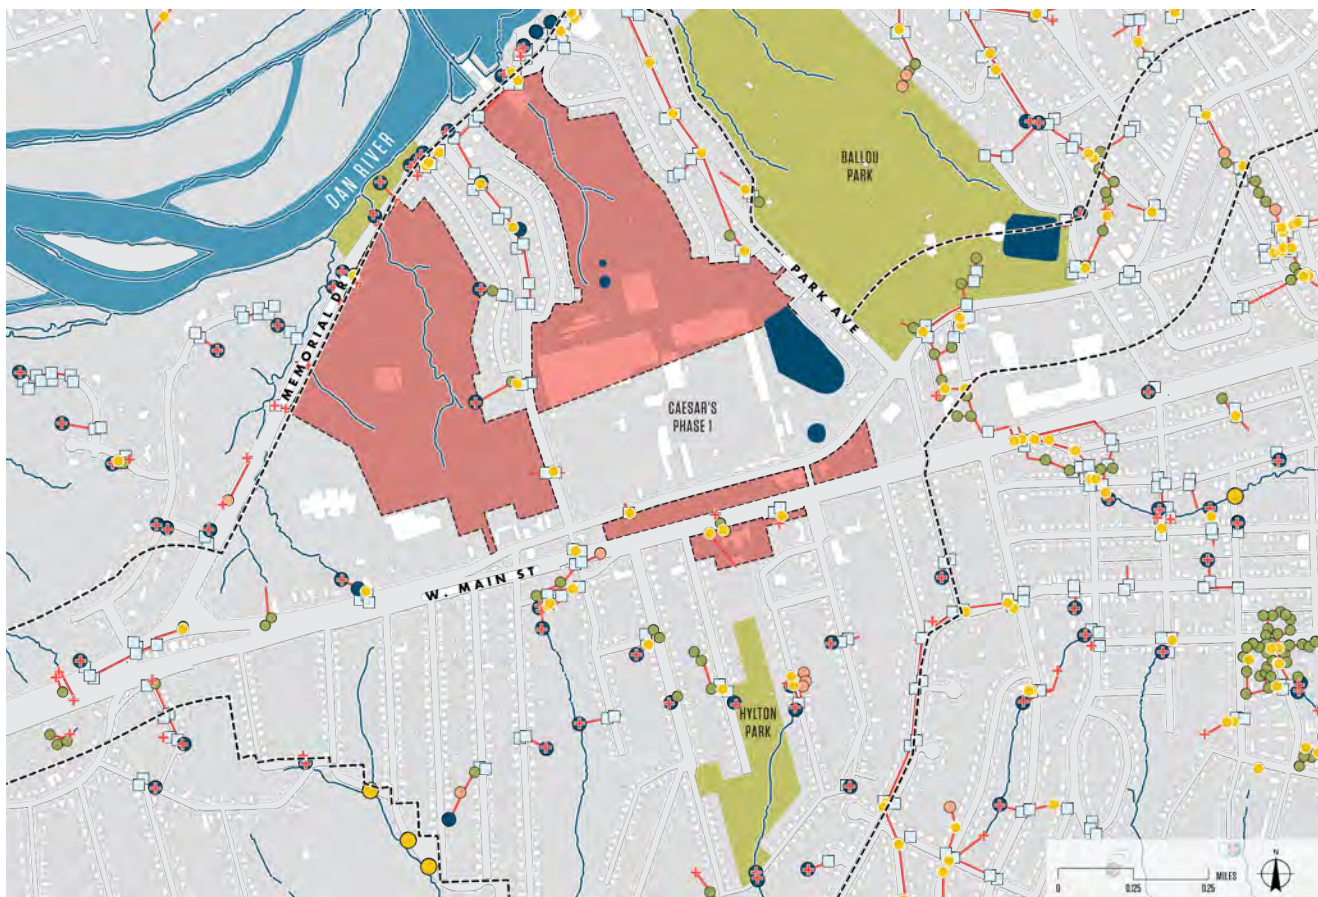 DAN RIVER
BALLOU
PARK
MEMORIAL DR
PARK AVE
CAESAR'S
PHASE 1
W. MAIN ST
HYLTON
PARK
N
MILES
0
0.125
0.25